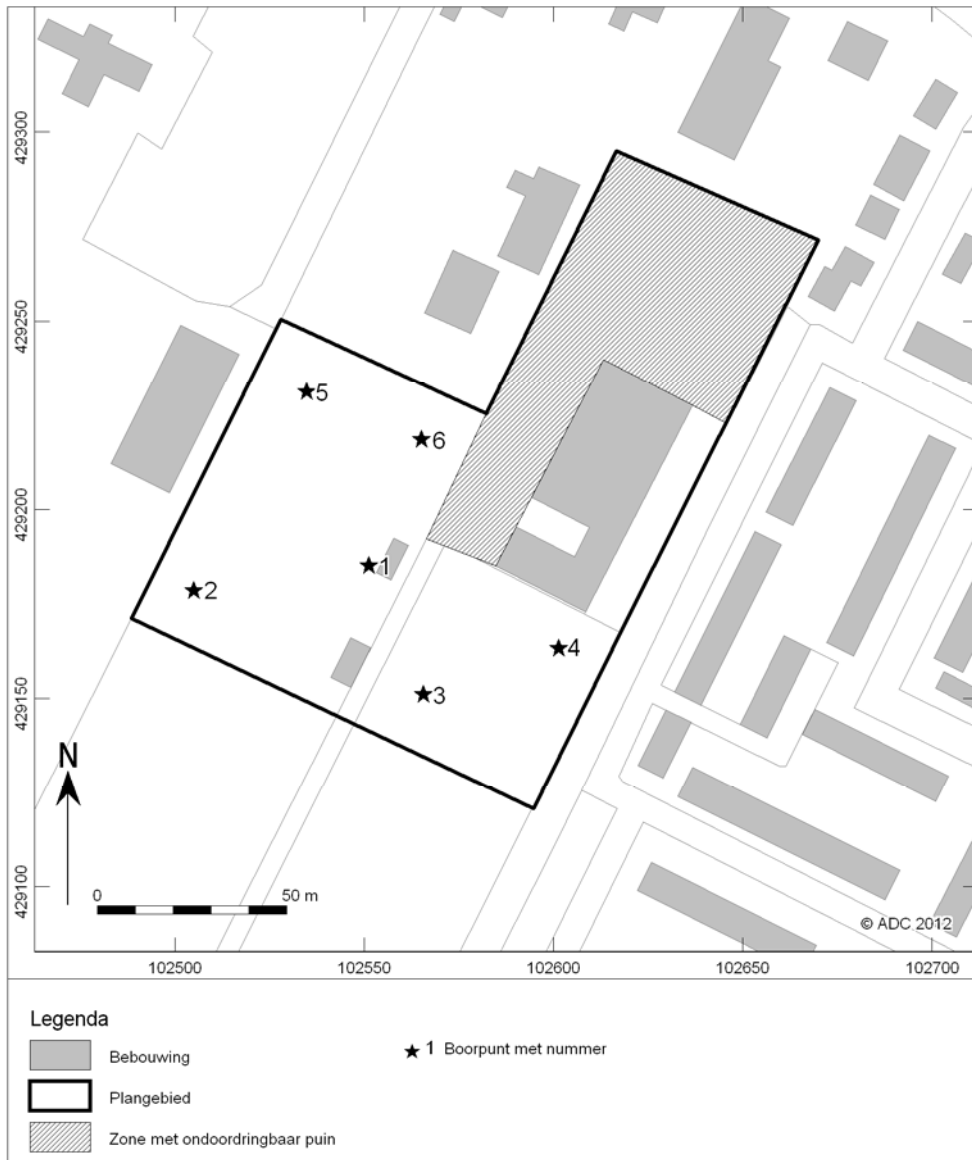 429300
429250
429200
429150
429100
5
6
1
2
4
3
N
0 50 m
© ADC 2012
102500 102550 102600 102650 102700
Legenda
Bebouwing
1 Boorpunt met nummer
Plangebied
Zone met ondoordringbaar puin